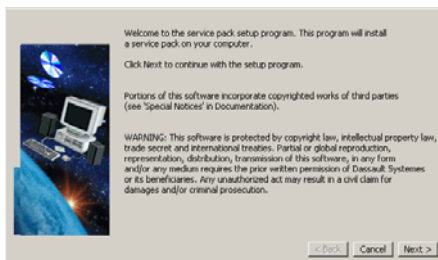 Welcome to the service pack setup program. This program will install
a service pack on your computer.
Click Next to continue with the setup program.
Portions of this software incorporate copyrighted works of third parties
(see 'Special Notices' in Documentation).
WARNING: This software is protected by copyright law, intellectual property law,
trade secret and international treaties. Partial or global reproduction,
representation, distribution, transmission of this software, in any form
and/or any medium requires the prior written permission of Dassault Systemes
or its beneficiaries. Any unauthorized act may result in a civil claim for
damages and/or criminal prosecution.
< Back Cancel Next >